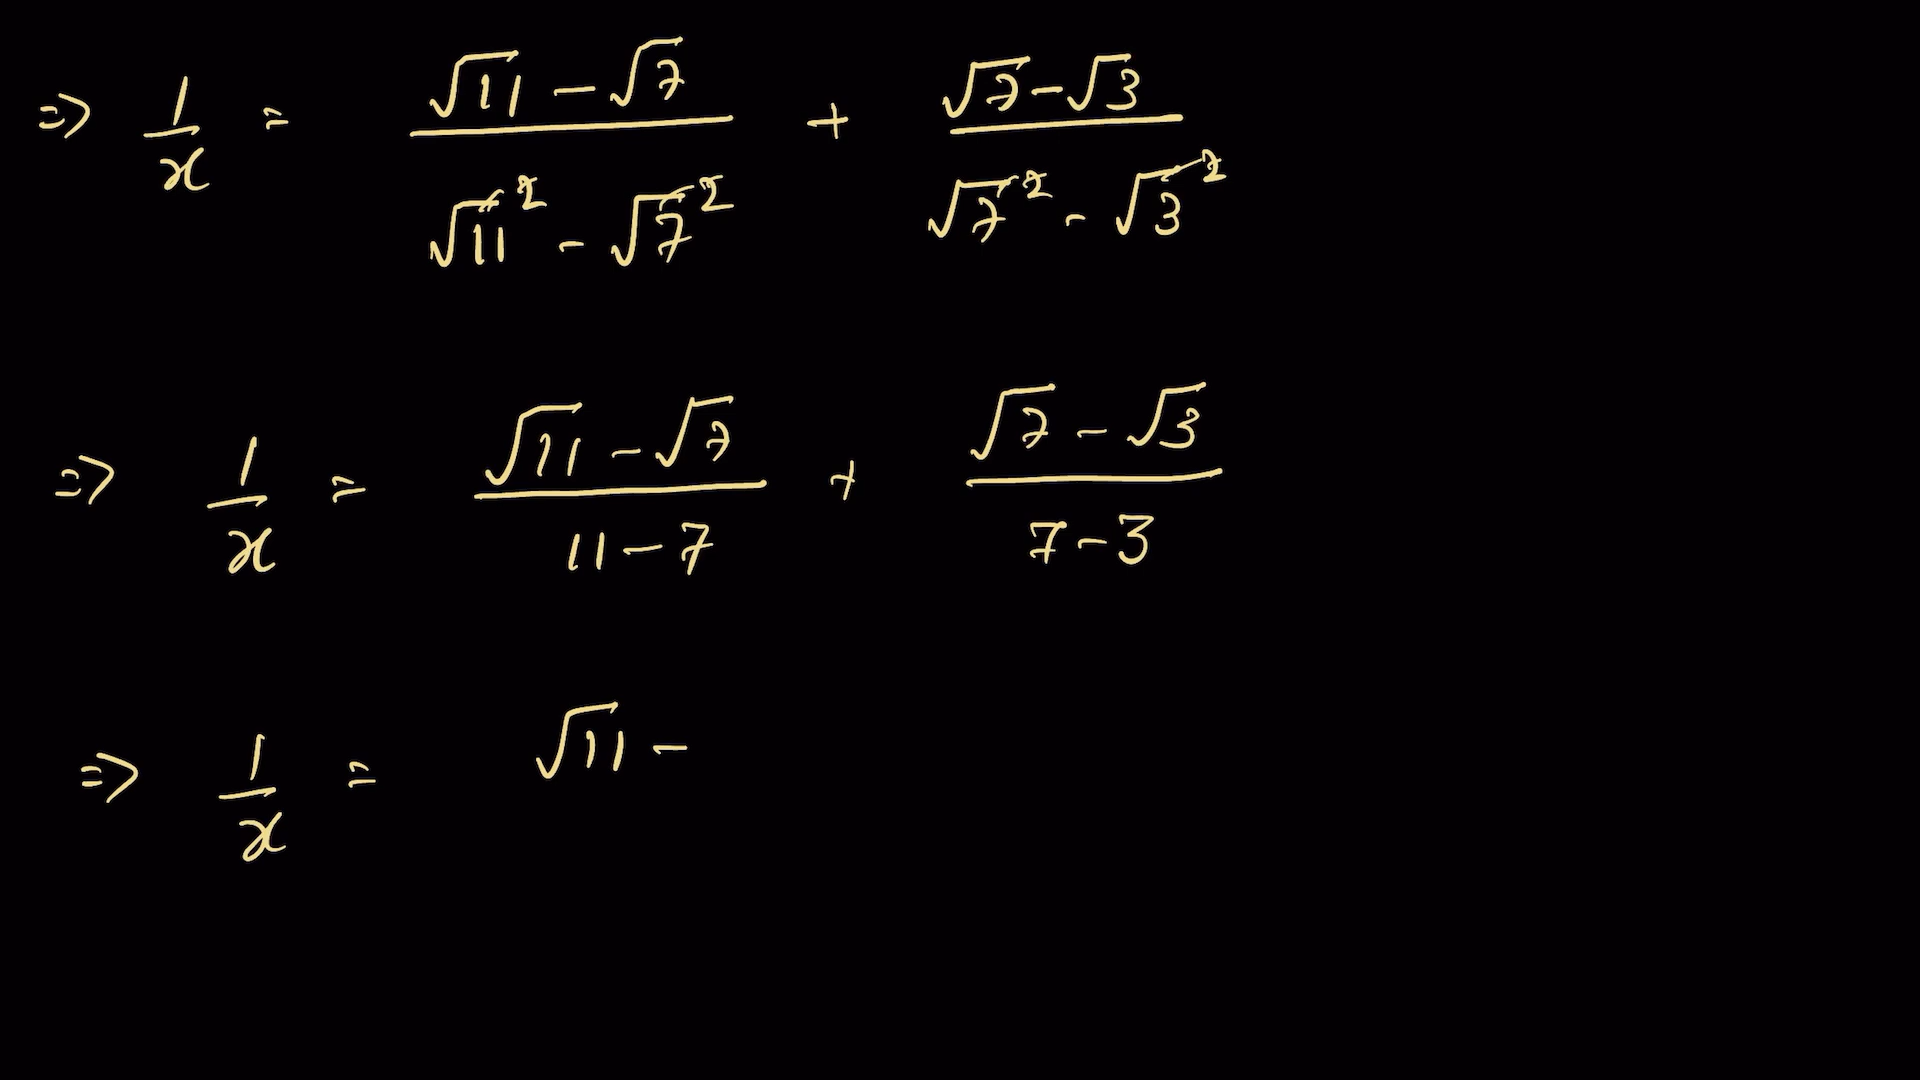 ⇒ 1/x = (√11 - √7)/(√11² - √7²) + (√7 - √3)/(√7² - √3²)
⇒ 1/x = (√11 - √7)/(11 - 7) + (√7 - √3)/(7 - 3)
⇒ 1/x = √11 -